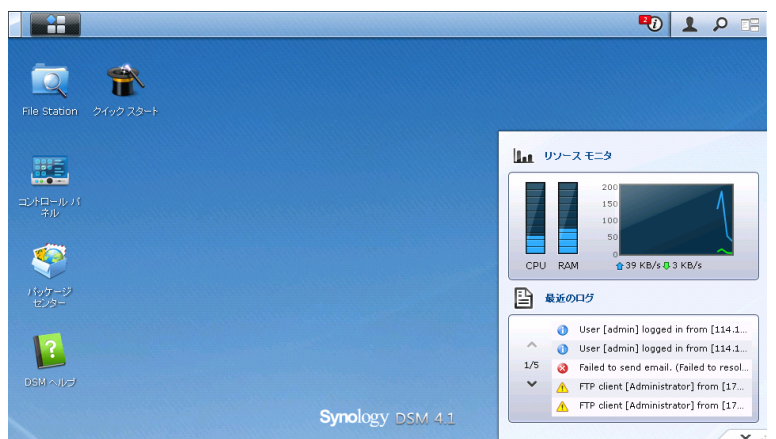 2
File Station
クイック スタート
コントロール パ
ネル
パッケージ
センター
DSM ヘルプ
リソース モニタ
200
150
100
50
0
CPU RAM
39 KB/s 3 KB/s
最近のログ
User [admin] logged in from [114.1...
User [admin] logged in from [114.1...
1/5
Failed to send email. (Failed to resol...
FTP client [Administrator] from [17...
FTP client [Administrator] from [17...
Synology DSM 4.1